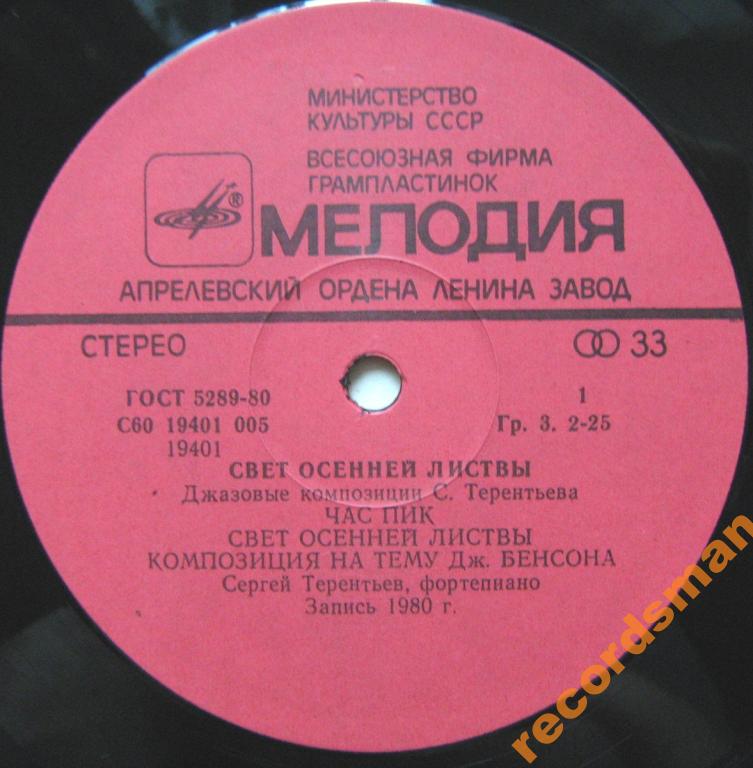 МИНИСТЕРСТВО
КУЛЬТУРЫ СССР
ВСЕСОЮЗНАЯ ФИРМА
ГРАМПЛАСТИНОК
®
МЕЛОДИЯ
АПРЕЛЕВСКИЙ ОРДЕНА ЛЕНИНА ЗАВОД
СТЕРЕО 33
ГОСТ 5289-80 1
С60 19401 005 Гр. 3. 2-25
19401
СВЕТ ОСЕННЕЙ ЛИСТВЫ
Джазовые композиции С. Терентьева
ЧАС ПИК
СВЕТ ОСЕННЕЙ ЛИСТВЫ
КОМПОЗИЦИЯ НА ТЕМУ Дж. БЕНСОНА
Сергей Терентьев, фортепиано
Запись 1980 г.
recordsman